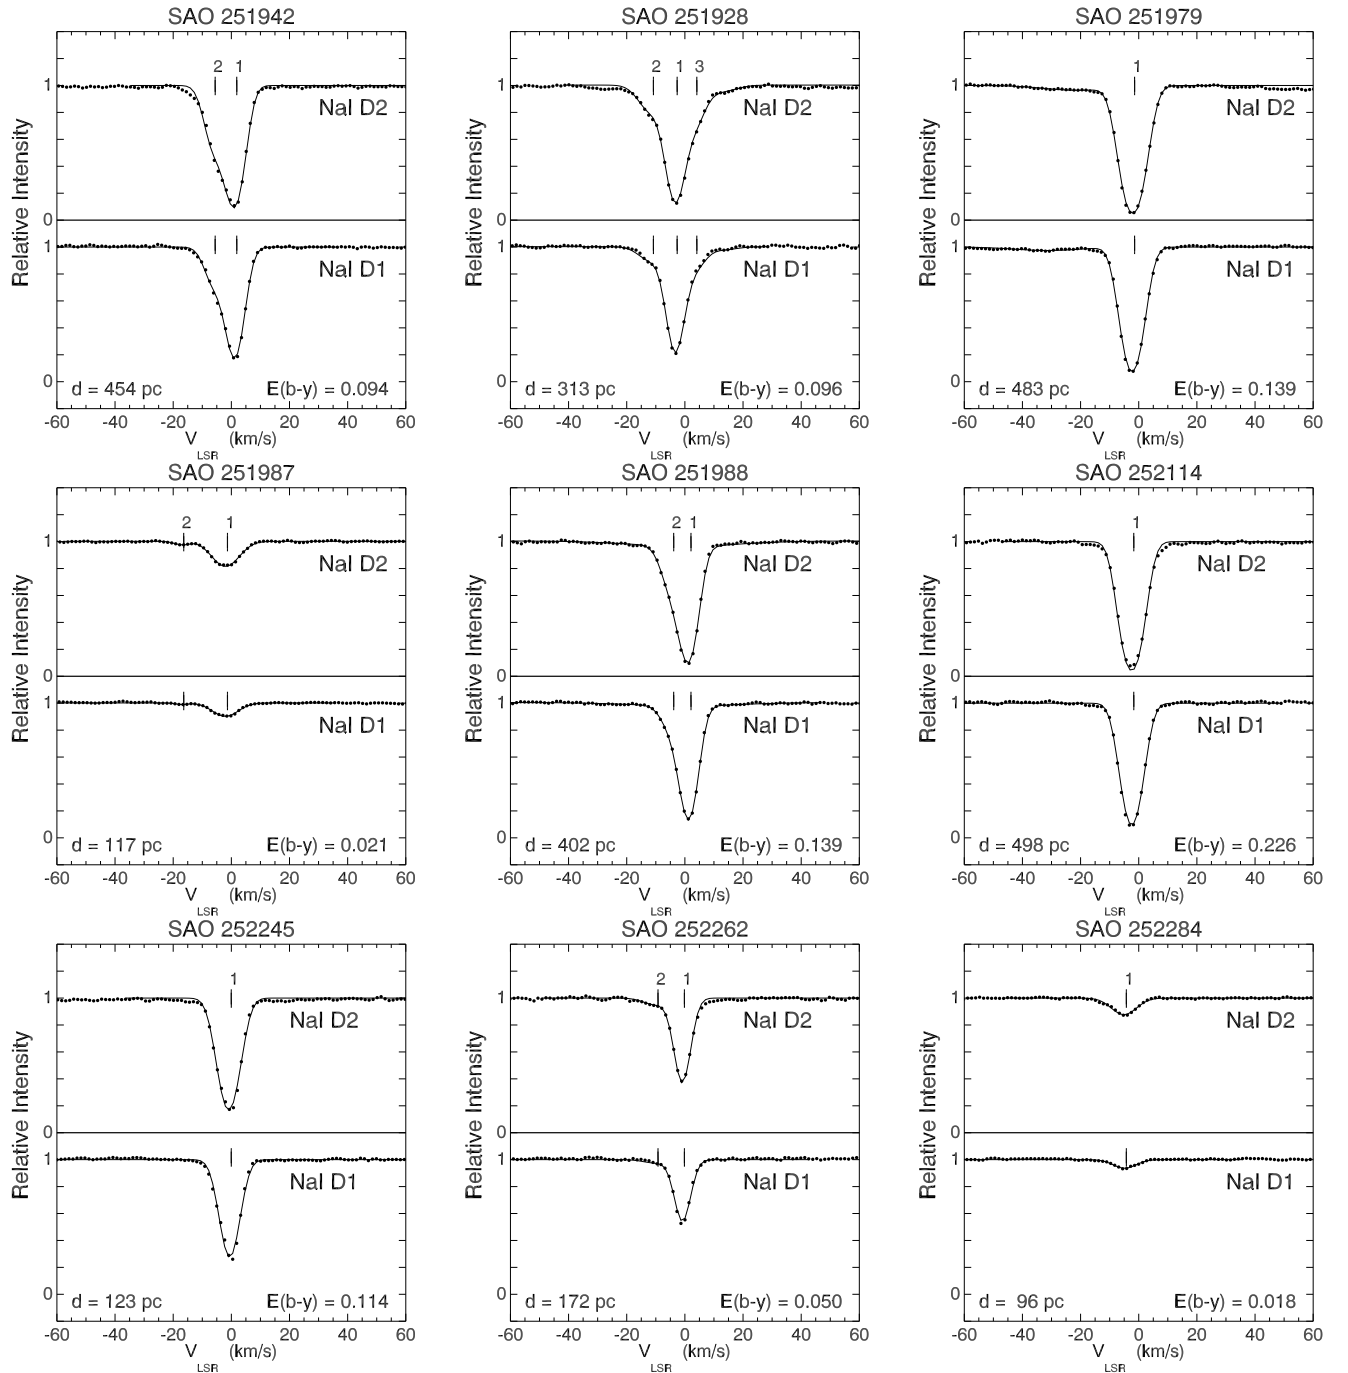 SAO 251942
2 1
1
NaI D2
0
1
NaI D1
0
d = 454 pc
E(b-y) = 0.094
-60 -40 -20 0 20 40 60
V LSR (km/s)
Relative Intensity
SAO 251928
2 1 3
1
NaI D2
0
1
NaI D1
0
d = 313 pc
E(b-y) = 0.096
-60 -40 -20 0 20 40 60
V LSR (km/s)
Relative Intensity
SAO 251979
1
1
NaI D2
0
1
NaI D1
0
d = 483 pc
E(b-y) = 0.139
-60 -40 -20 0 20 40 60
V LSR (km/s)
Relative Intensity
SAO 251987
2 1
1
NaI D2
0
1
NaI D1
0
d = 117 pc
E(b-y) = 0.021
-60 -40 -20 0 20 40 60
V LSR (km/s)
Relative Intensity
SAO 251988
2 1
1
NaI D2
0
1
NaI D1
0
d = 402 pc
E(b-y) = 0.139
-60 -40 -20 0 20 40 60
V LSR (km/s)
Relative Intensity
SAO 252114
1
1
NaI D2
0
1
NaI D1
0
d = 498 pc
E(b-y) = 0.226
-60 -40 -20 0 20 40 60
V LSR (km/s)
Relative Intensity
SAO 252245
1
1
NaI D2
0
1
NaI D1
0
d = 123 pc
E(b-y) = 0.114
-60 -40 -20 0 20 40 60
V LSR (km/s)
Relative Intensity
SAO 252262
2 1
1
NaI D2
0
1
NaI D1
0
d = 172 pc
E(b-y) = 0.050
-60 -40 -20 0 20 40 60
V LSR (km/s)
Relative Intensity
SAO 252284
1
1
NaI D2
0
1
NaI D1
0
d = 96 pc
E(b-y) = 0.018
-60 -40 -20 0 20 40 60
V LSR (km/s)
Relative Intensity